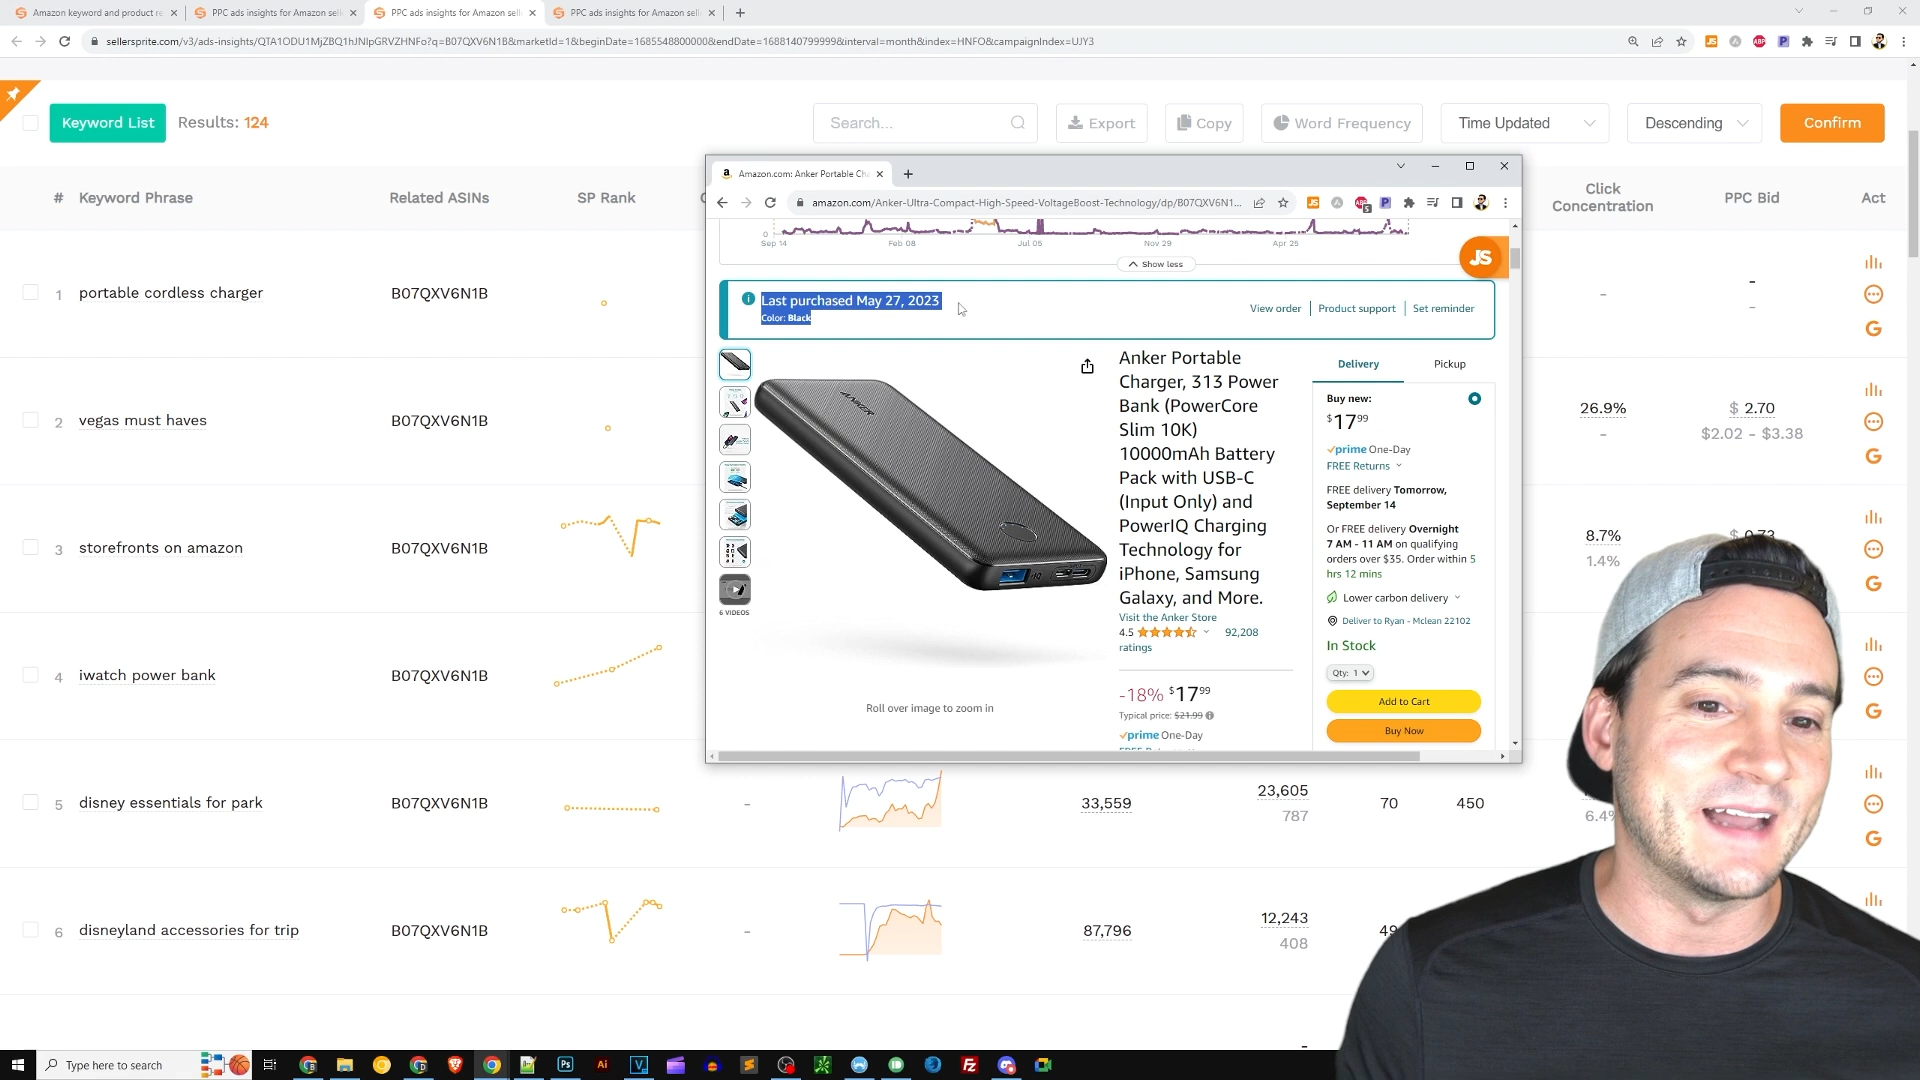 Amazon keyword and product re
PPC ads insights for Amazon sell
PPC ads insights for Amazon sell
PPC ads insights for Amazon sell
sellersprite.com/v3/ads-insights/QTA1ODU1MjZBQ1hJNlpGRVZHNFo?q=B07QXV6N1B&marketId=1&beginDate=1685548800000&endDate=1688140799999&interval=month&index=HNFO&campaignIndex=UJY3
Keyword List
Results: 124
Search...
Export
Copy
Word Frequency
Time Updated
Descending
Confirm
# Keyword Phrase
Related ASINs
SP Rank
Click
Concentration
PPC Bid
Act
1 portable cordless charger B07QXV6N1B - - -
2 vegas must haves B07QXV6N1B
26.9% $ 2.70
- $2.02 - $3.38
3 storefronts on amazon B07QXV6N1B
8.7% $ 0.73
1.4%
4 iwatch power bank B07QXV6N1B
5 disney essentials for park B07QXV6N1B -
33,559 23,605 70 450
787 6.4%
6 disneyland accessories for trip B07QXV6N1B -
87,796 12,243 49
408
Amazon.com: Anker Portable Ch
amazon.com/Anker-Ultra-Compact-High-Speed-VoltageBoost-Technology/dp/B07QXV6N1...
0
Sep 14 Feb 08 Jul 05 Nov 29 Apr 25
Show less
JS
Last purchased May 27, 2023
Color: Black
View order
Product support
Set reminder
ANKER
6 VIDEOS
Roll over image to zoom in
Anker Portable
Charger, 313 Power
Bank (PowerCore
Slim 10K)
10000mAh Battery
Pack with USB-C
(Input Only) and
PowerIQ Charging
Technology for
iPhone, Samsung
Galaxy, and More.
Visit the Anker Store
4.5 92,208
ratings
-18% $17 99
Typical price: $21.99
prime One-Day
Delivery
Pickup
Buy new:
$17 99
prime One-Day
FREE Returns
FREE delivery Tomorrow,
September 14
Or FREE delivery Overnight
7 AM - 11 AM on qualifying
orders over $35. Order within 5
hrs 12 mins
Lower carbon delivery
Deliver to Ryan - Mclean 22102
In Stock
Qty: 1
Add to Cart
Buy Now
Type here to search